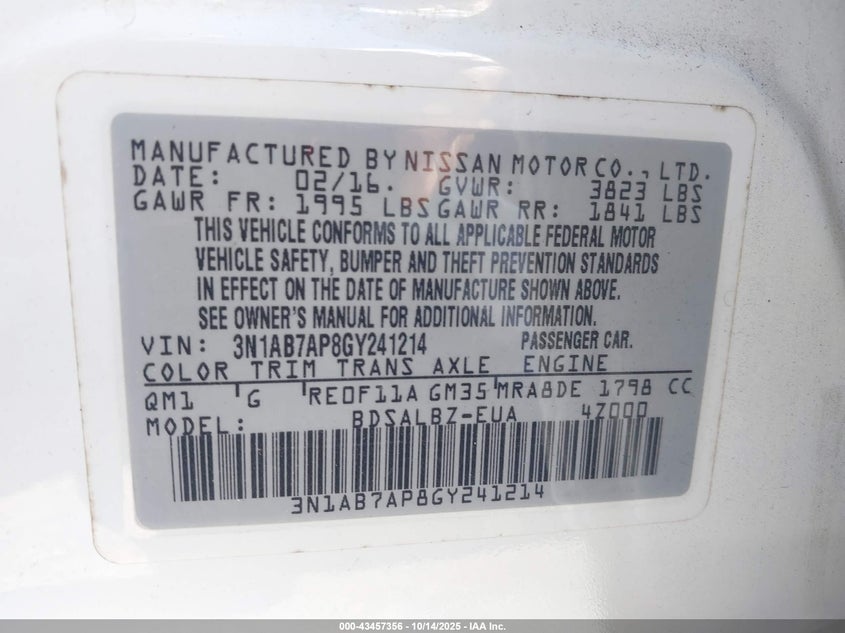 MANUFACTURED BY NISSAN MOTOR CO., LTD.
DATE: 02/16. GVWR: 3823 LBS
GAWR FR: 1995 LBS GAWR RR: 1841 LBS
THIS VEHICLE CONFORMS TO ALL APPLICABLE FEDERAL MOTOR
VEHICLE SAFETY, BUMPER AND THEFT PREVENTION STANDARDS
IN EFFECT ON THE DATE OF MANUFACTURE SHOWN ABOVE.
SEE OWNER'S MANUAL FOR ADDITIONAL INFORMATION.
VIN: 3N1AB7AP8GY241214 PASSENGER CAR.
COLOR TRIM TRANS AXLE ENGINE
QM1 G RE0F11A GM35 MRA8DE 1798 CC
MODEL: BDSALBZ-EUA 4Z000
3N1AB7AP8GY241214
000-43457356 | 10/14/2025 - IAA Inc.